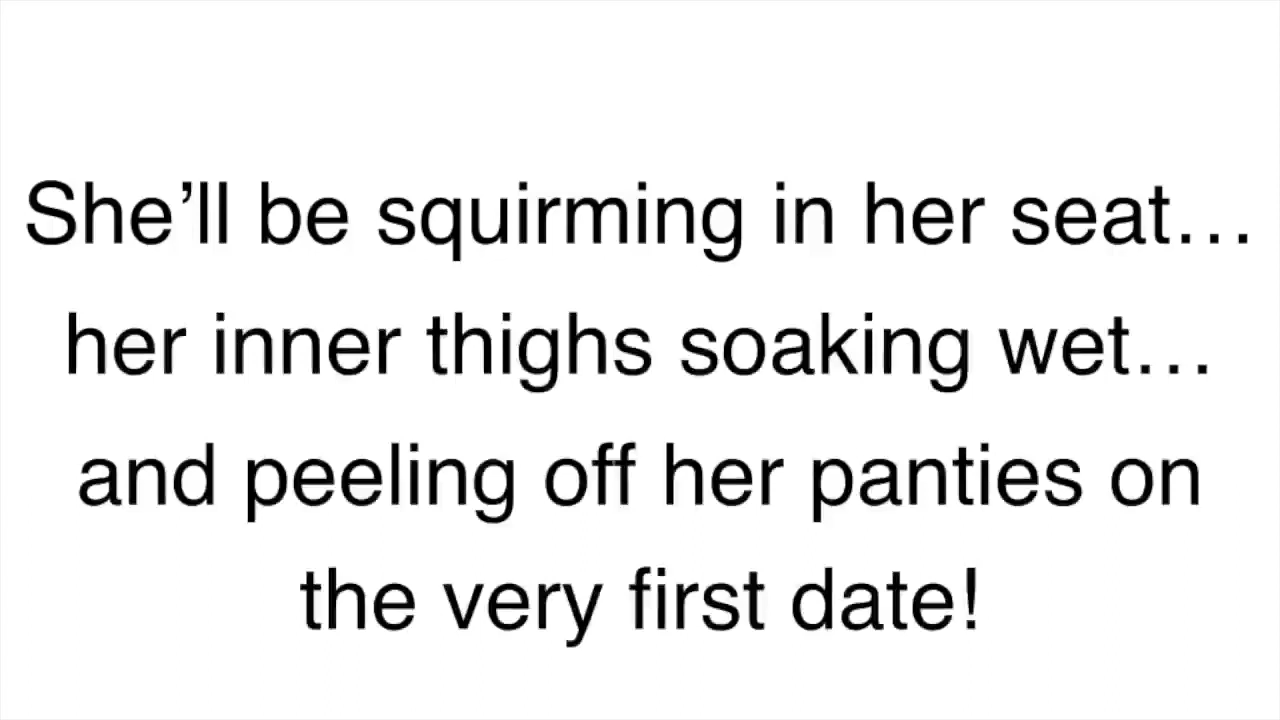 She’ll be squirming in her seat…
her inner thighs soaking wet…
and peeling off her panties on
the very first date!